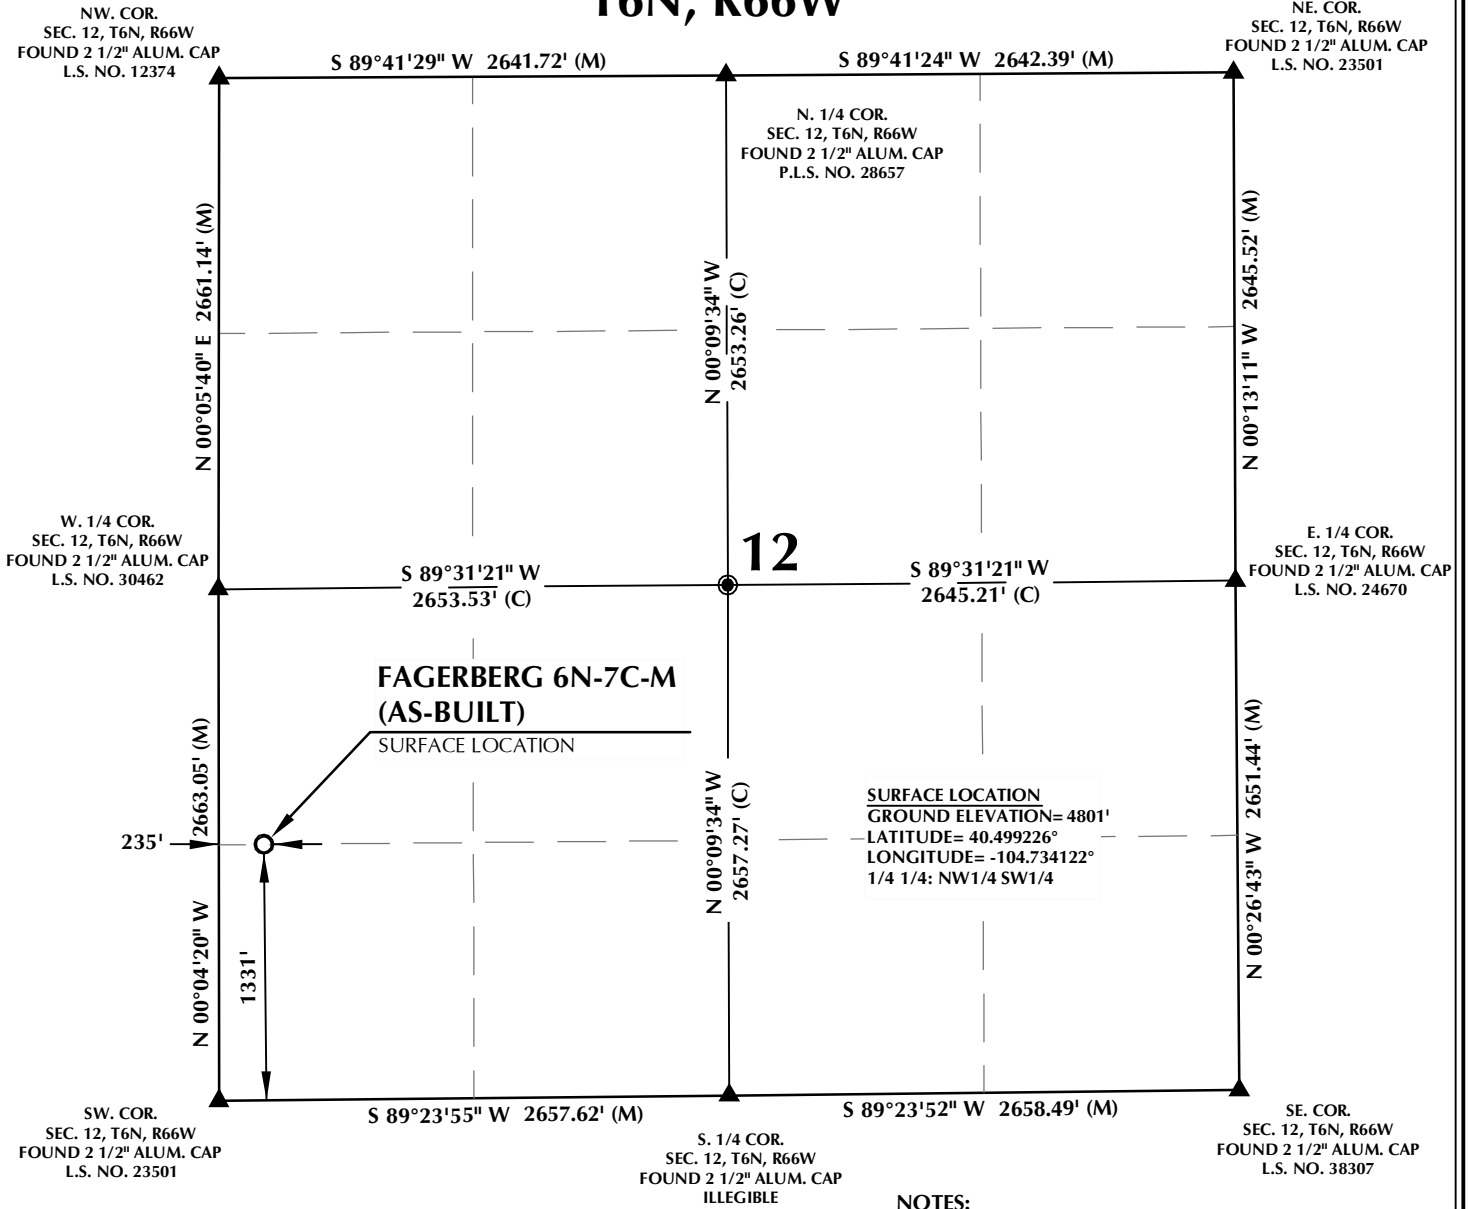 T6N, R66W
NW. COR.
SEC. 12, T6N, R66W
FOUND 2 1/2" ALUM. CAP
L.S. NO. 12374
NE. COR.
SEC. 12, T6N, R66W
FOUND 2 1/2" ALUM. CAP
L.S. NO. 23501
S 89°41'29" W 2641.72' (M)
S 89°41'24" W 2642.39' (M)
N. 1/4 COR.
SEC. 12, T6N, R66W
FOUND 2 1/2" ALUM. CAP
P.L.S. NO. 28657
N 00°05'40" E 2661.14' (M)
N 00°09'34" W
2653.26' (C)
N 00°13'11" W 2645.52' (M)
W. 1/4 COR.
SEC. 12, T6N, R66W
FOUND 2 1/2" ALUM. CAP
L.S. NO. 30462
12
E. 1/4 COR.
SEC. 12, T6N, R66W
FOUND 2 1/2" ALUM. CAP
L.S. NO. 24670
S 89°31'21" W
2653.53' (C)
S 89°31'21" W
2645.21' (C)
FAGERBERG 6N-7C-M
(AS-BUILT)
SURFACE LOCATION
N 00°04'20" W 2663.05' (M)
235'
1331'
N 00°09'34" W
2657.27' (C)
SURFACE LOCATION
GROUND ELEVATION= 4801'
LATITUDE= 40.499226°
LONGITUDE= -104.734122°
1/4 1/4: NW1/4 SW1/4
N 00°26'43" W 2651.44' (M)
SW. COR.
SEC. 12, T6N, R66W
FOUND 2 1/2" ALUM. CAP
L.S. NO. 23501
S 89°23'55" W 2657.62' (M)
S 89°23'52" W 2658.49' (M)
S. 1/4 COR.
SEC. 12, T6N, R66W
FOUND 2 1/2" ALUM. CAP
ILLEGIBLE
SE. COR.
SEC. 12, T6N, R66W
FOUND 2 1/2" ALUM. CAP
L.S. NO. 38307
NOTES: